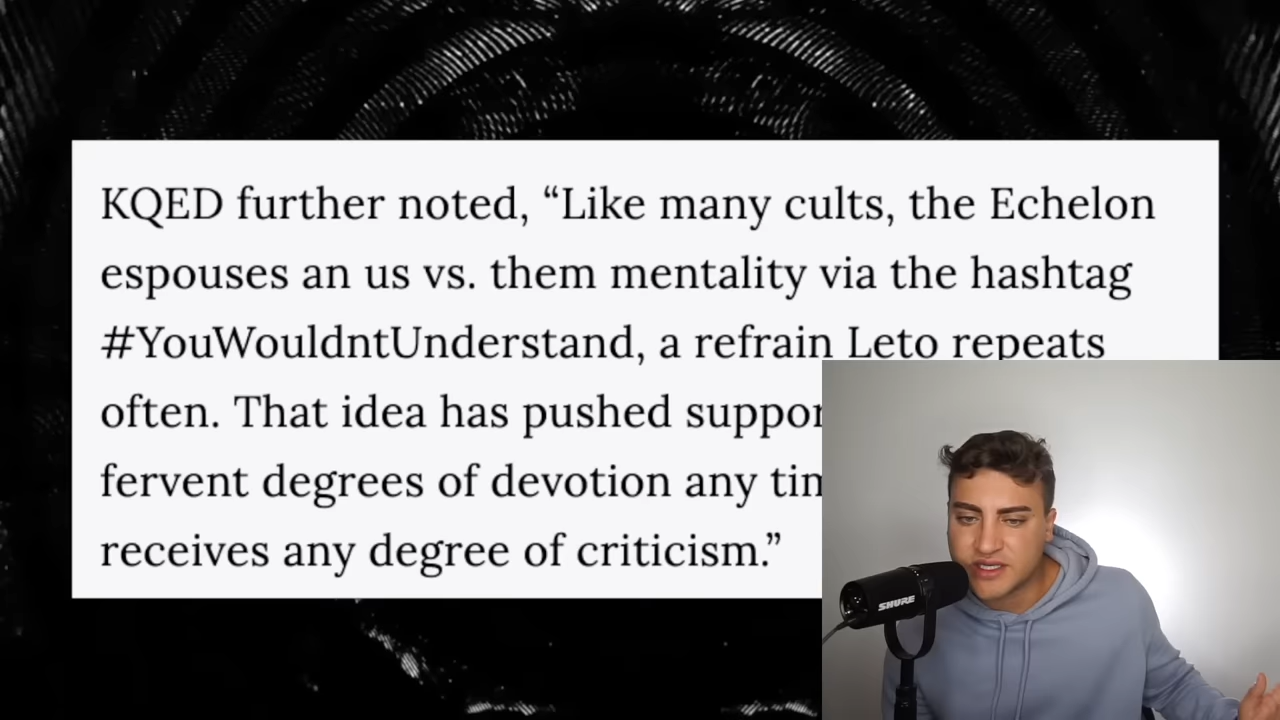 KQED further noted, “Like many cults, the Echelon
espouses an us vs. them mentality via the hashtag
#YouWouldntUnderstand, a refrain Leto repeats
often. That idea has pushed
fervent degrees of devotion any
receives any degree of criticism.”
SHURE